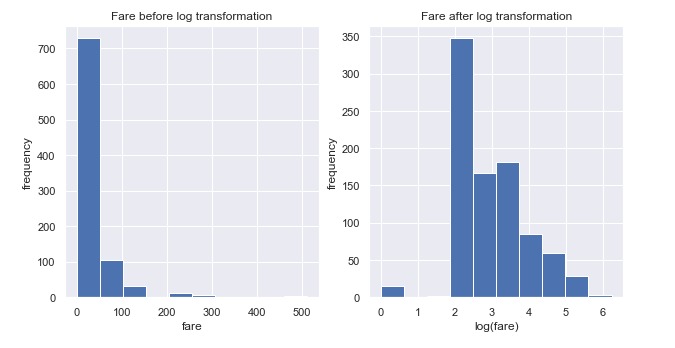 Fare before log transformation
700
600
500
400
300
200
100
0
frequency
0 100 200 300 400 500
fare
Fare after log transformation
350
300
250
200
150
100
50
0
frequency
0 1 2 3 4 5 6
log(fare)